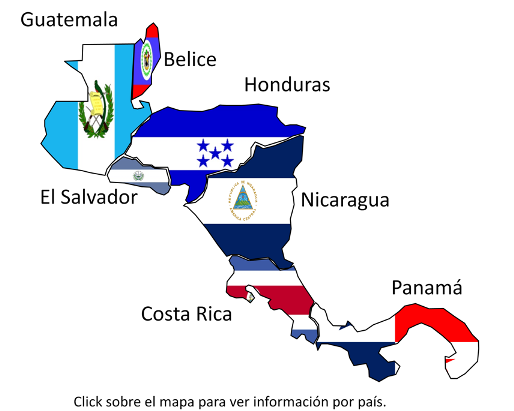 Guatemala
Belice
Honduras
El Salvador
Nicaragua
Costa Rica
Panamá
Click sobre el mapa para ver información por país.